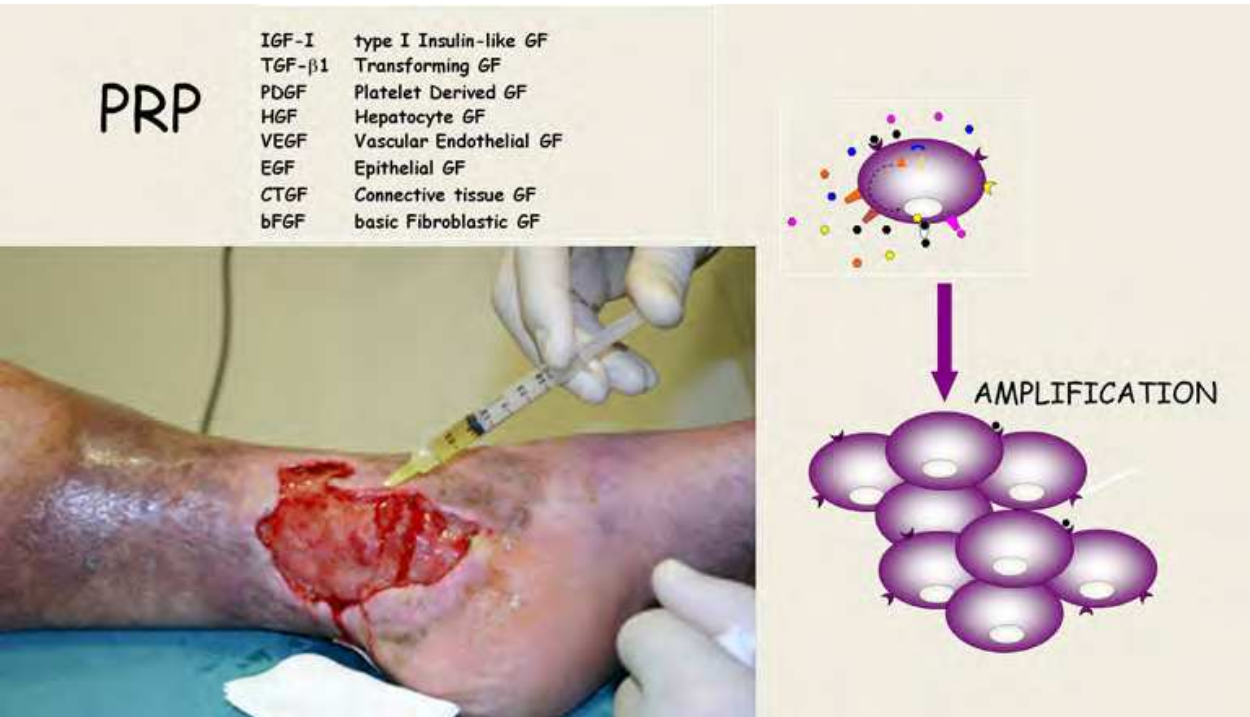 PRP
IGF-I type I Insulin-like GF
TGF-β1 Transforming GF
PDGF Platelet Derived GF
HGF Hepatocyte GF
VEGF Vascular Endothelial GF
EGF Epithelial GF
CTGF Connective tissue GF
bFGF basic Fibroblastic GF
AMPLIFICATION